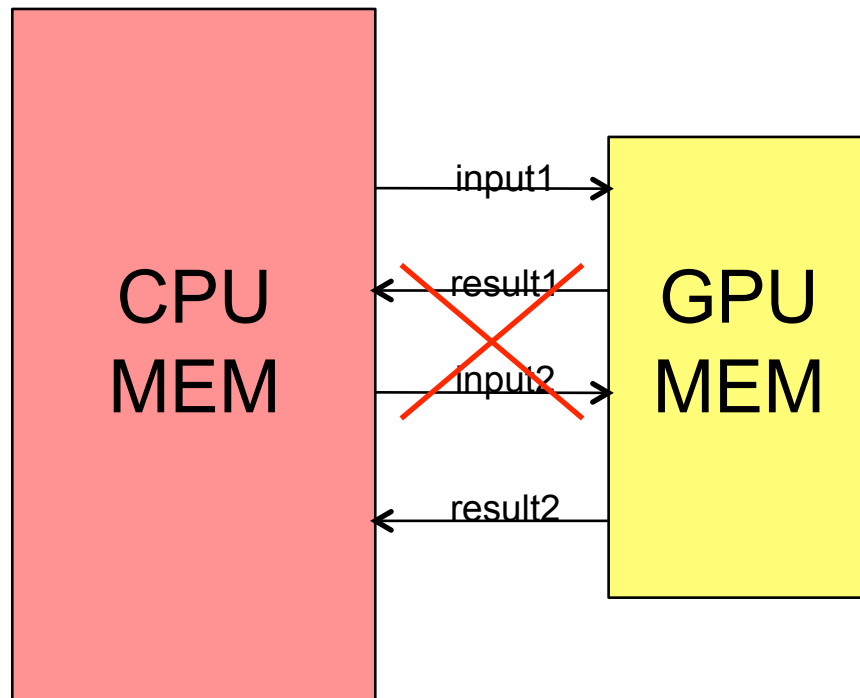 CPU
MEM
input1
result1
input2
result2
GPU
MEM